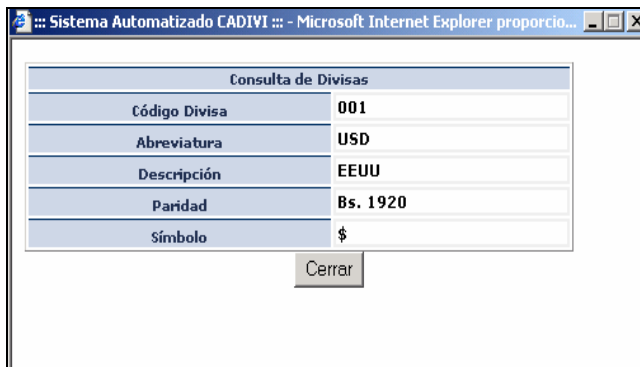 ::: Sistema Automatizado CADIVI ::: - Microsoft Internet Explorer proporcio...
Consulta de Divisas
Código Divisa 001
Abreviatura USD
Descripción EEUU
Paridad Bs. 1920
Símbolo $
Cerrar